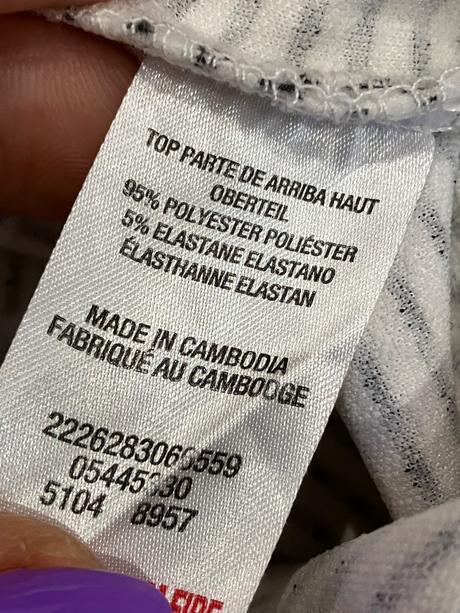 TOP PARTE DE ARRIBA HAUT
OBERTEIL
95% POLYESTER POLIÉSTER
5% ELASTANE ELASTANO
ÉLASTHANNE ELASTAN
MADE IN CAMBODIA
FABRIQUÉ AU CAMBODGE
5104 8957